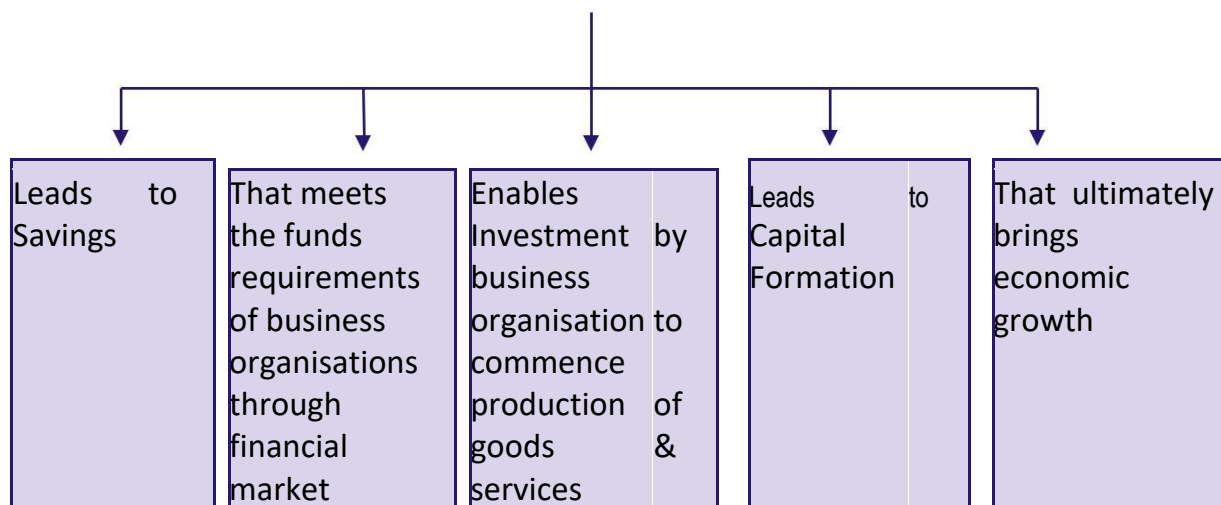 Leads to
Savings
That meets
the funds
requirements
of business
organisations
through
financial
market
Enables
Investment by
business
organisation to
commence
production of
goods &
services
Leads to
Capital
Formation
That ultimately
brings
economic
growth